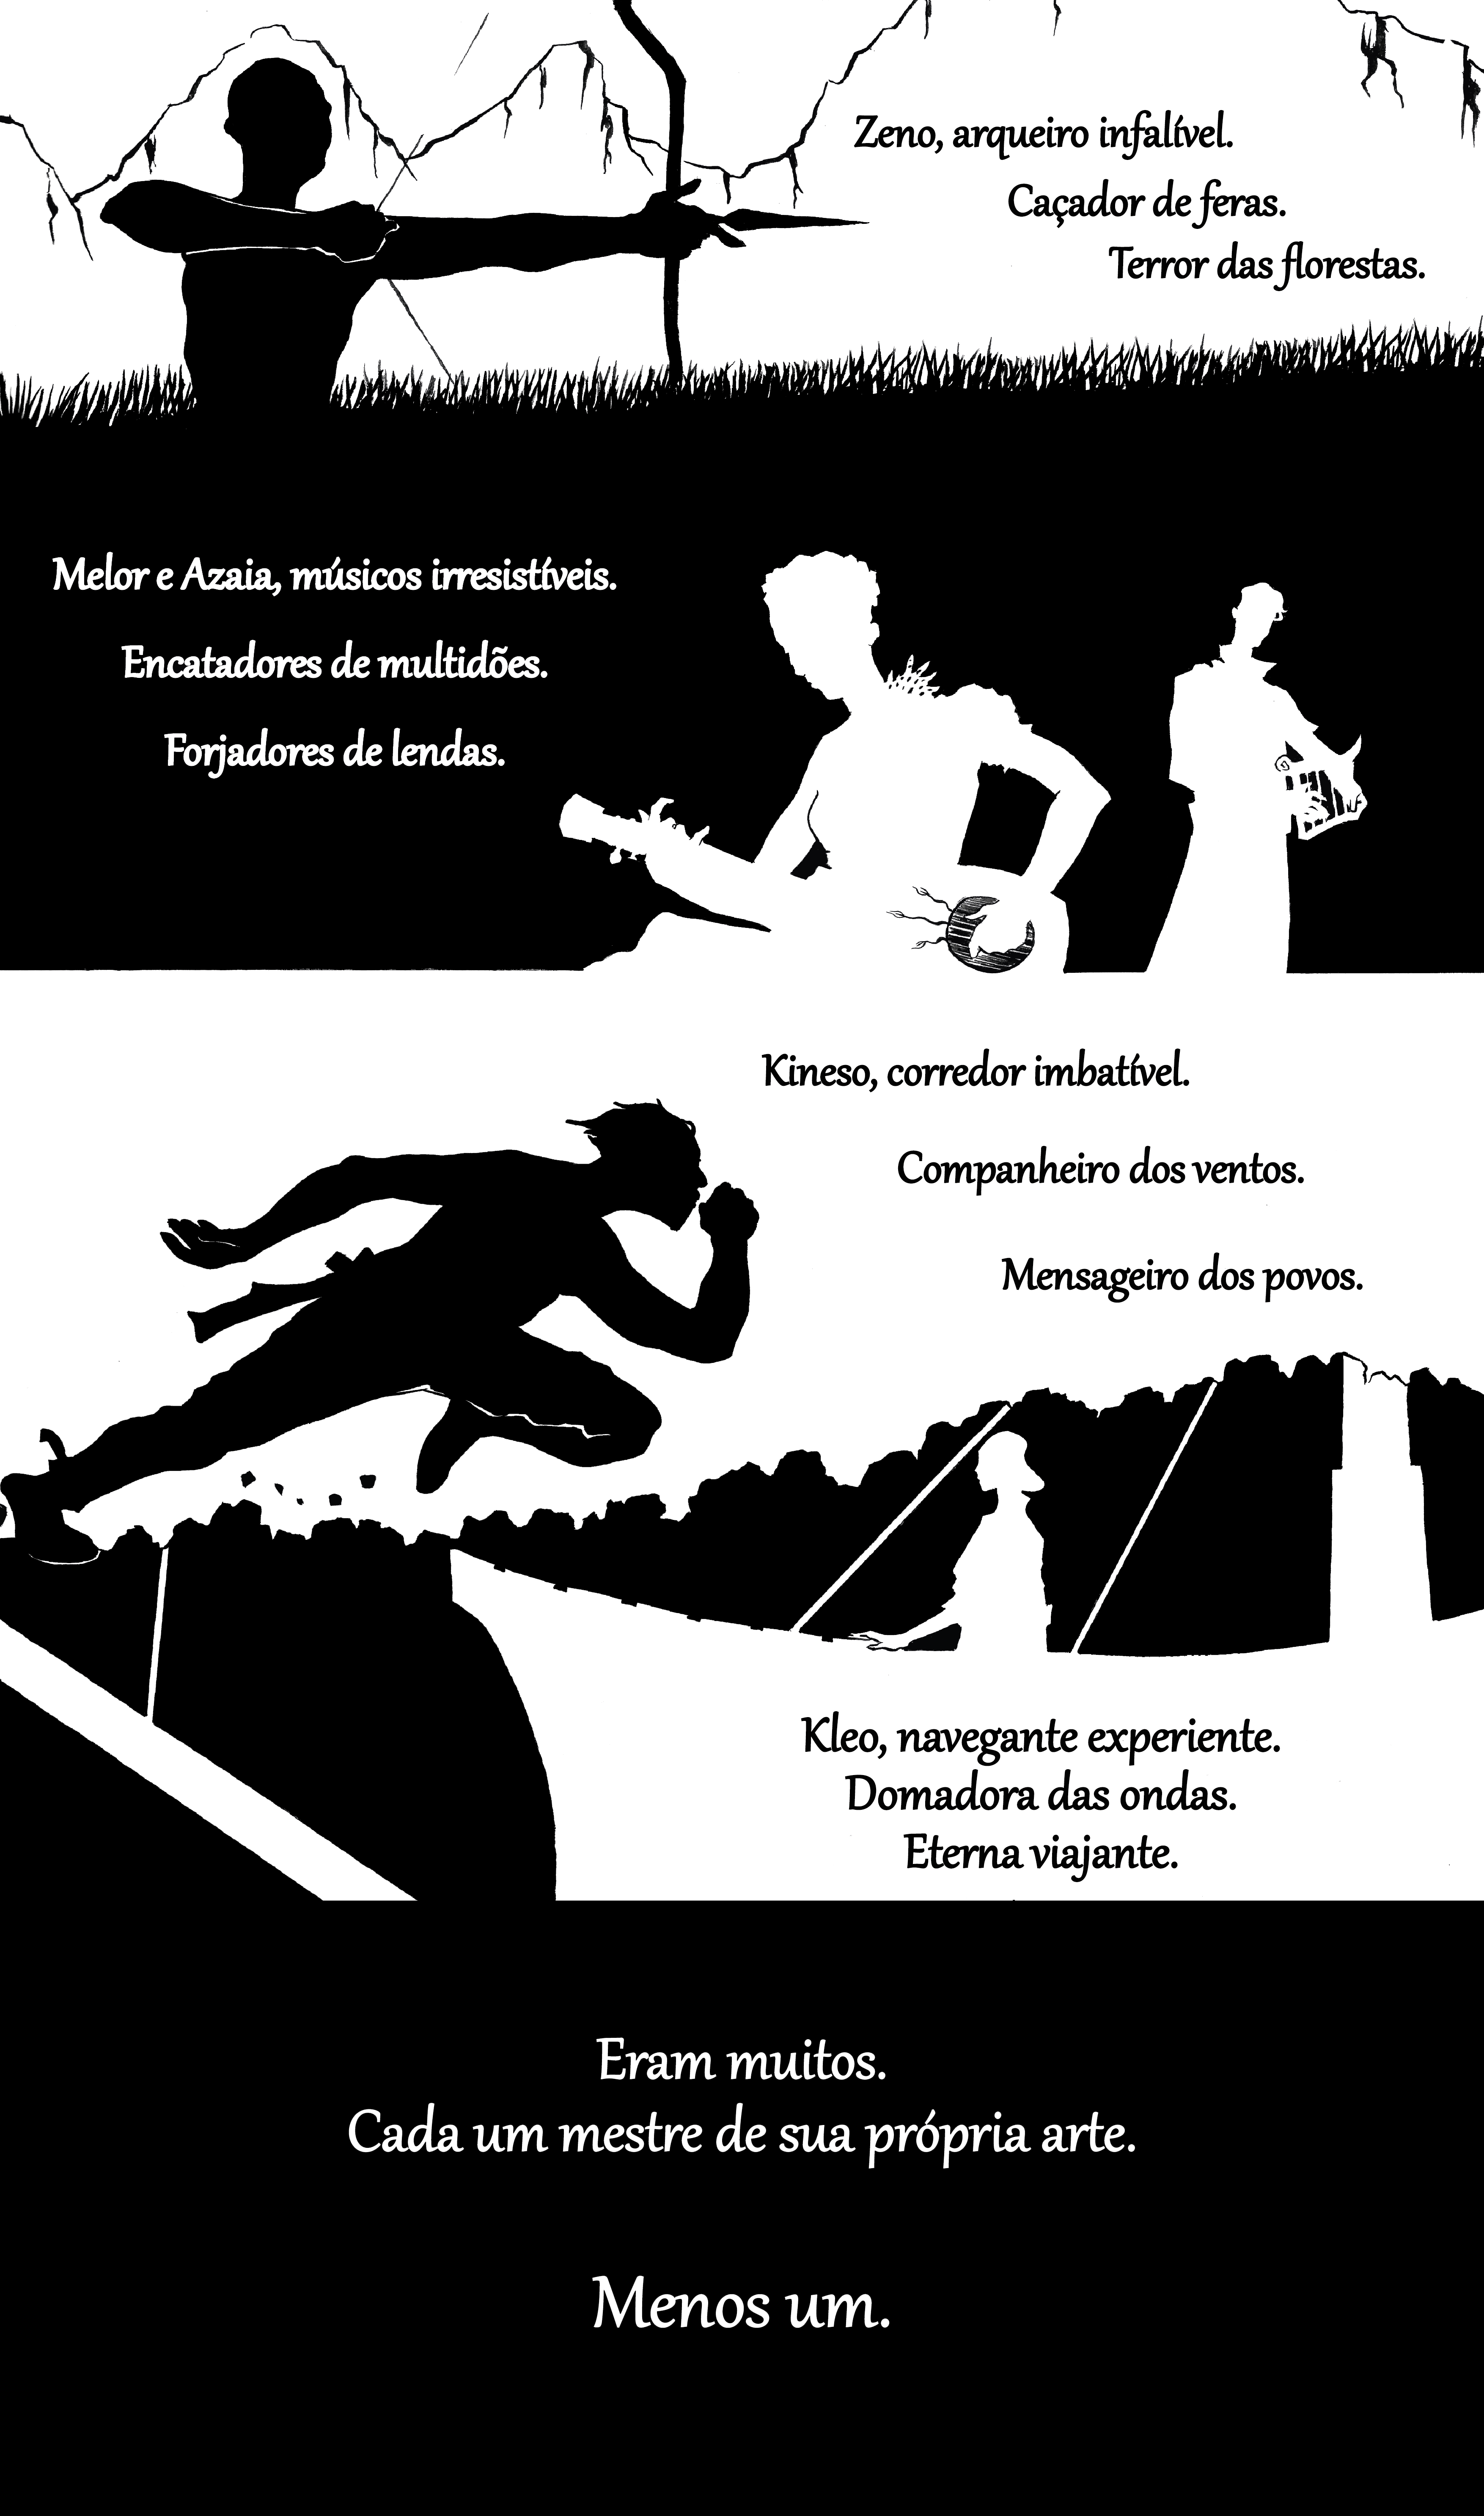 Zeno, arqueiro infalível.
Caçador de feras.
Terror das florestas.
Melor e Azaia, músicos irresistíveis.
Encatadores de multidões.
Forjadores de lendas.
Kineso, corredor imbatível.
Companheiro dos ventos.
Mensageiro dos povos.
Kleo, navegante experiente.
Domadora das ondas.
Eterna viajante.
Eram muitos.
Cada um mestre de sua própria arte.
Menos um.